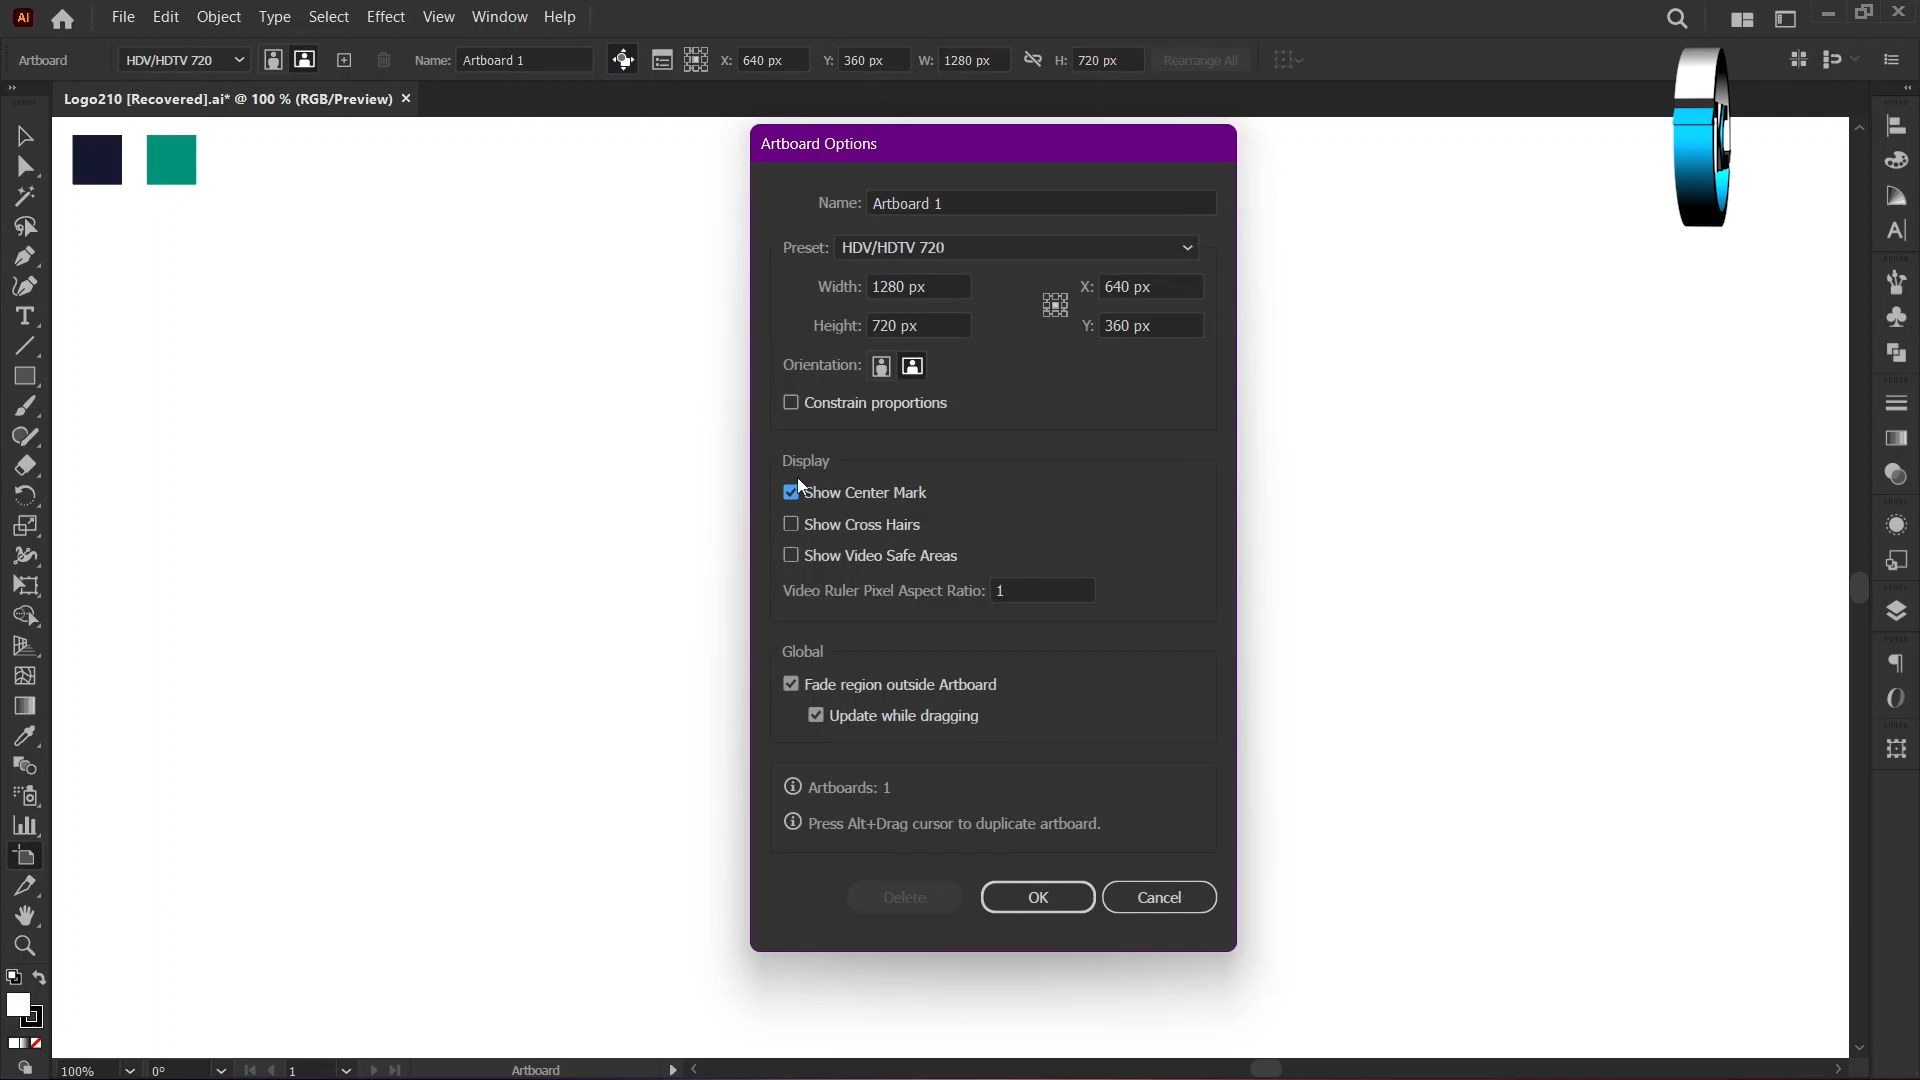 Ai File Edit Object Type Select Effect View Window Help
Artboard HDV/HDTV 720 Name: Artboard 1 X: 640 px Y: 360 px W: 1280 px H: 720 px Rearrange All
Logo210 [Recovered].ai* @ 100 % (RGB/Preview) ×
Artboard Options
Name: Artboard 1
Preset: HDV/HDTV 720
Width: 1280 px X: 640 px
Height: 720 px Y: 360 px
Orientation:
Constrain proportions
Display
Show Center Mark
Show Cross Hairs
Show Video Safe Areas
Video Ruler Pixel Aspect Ratio: 1
Global
Fade region outside Artboard
Update while dragging
Artboards: 1
Press Alt+Drag cursor to duplicate artboard.
Delete OK Cancel
100% 0° 1 Artboard